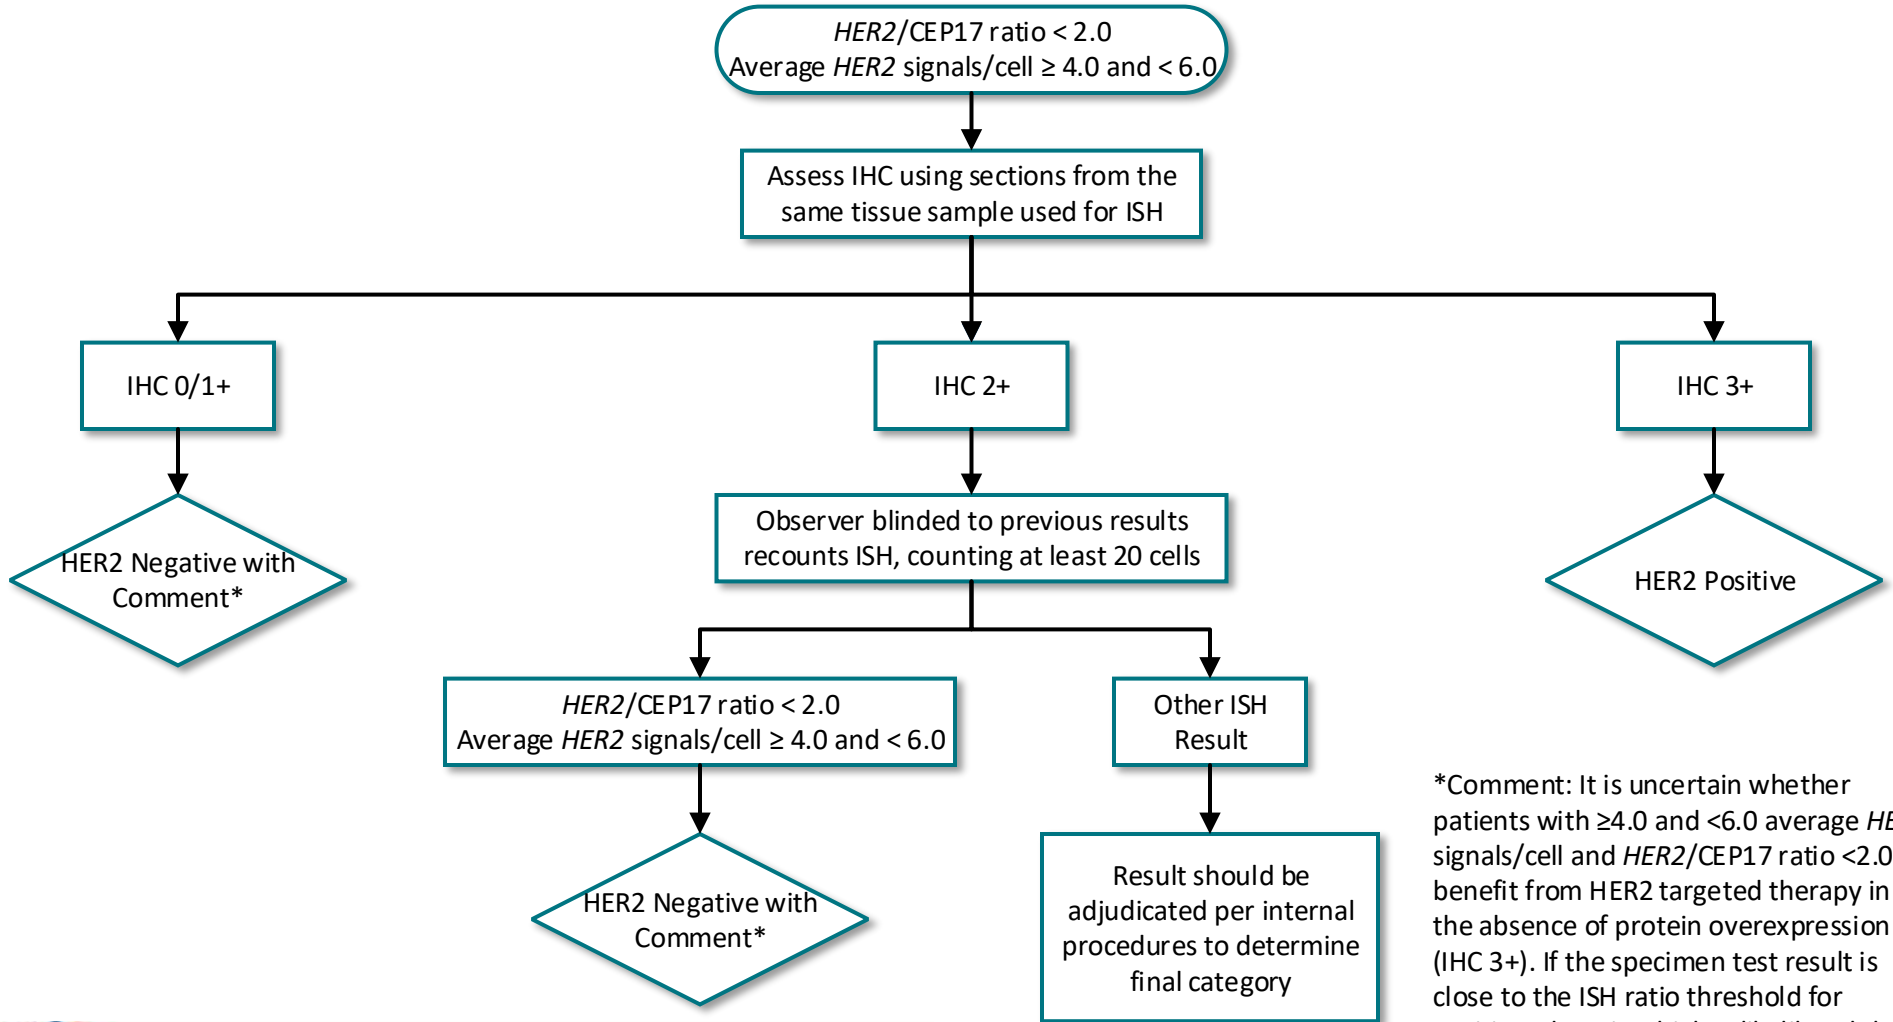 HER2/CEP17 ratio < 2.0
Average HER2 signals/cell ≥ 4.0 and < 6.0
Assess IHC using sections from the
same tissue sample used for ISH
IHC 0/1+
IHC 2+
IHC 3+
HER2 Negative with
Comment*
Observer blinded to previous results
recounts ISH, counting at least 20 cells
HER2 Positive
HER2/CEP17 ratio < 2.0
Average HER2 signals/cell ≥ 4.0 and < 6.0
Other ISH
Result
HER2 Negative with
Comment*
Result should be
adjudicated per internal
procedures to determine
final category
*Comment: It is uncertain whether
patients with ≥4.0 and <6.0 average
signals/cell and HER2/CEP17 ratio <2.0
benefit from HER2 targeted therapy in
the absence of protein overexpression
(IHC 3+). If the specimen test result is
close to the ISH ratio threshold for